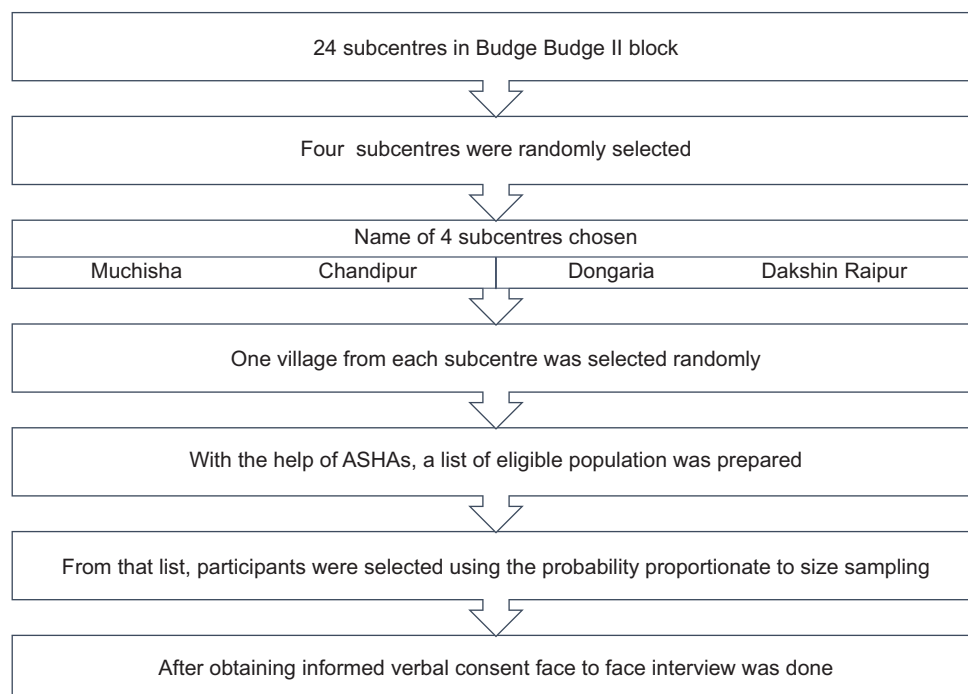 24 subcentres in Budge Budge II block
Four subcentres were randomly selected
Name of 4 subcentres chosen
Muchisha Chandipur Dongaria Dakshin Raipur
One village from each subcentre was selected randomly
With the help of ASHAs, a list of eligible population was prepared
From that list, participants were selected using the probability proportionate to size sampling
After obtaining informed verbal consent face to face interview was done